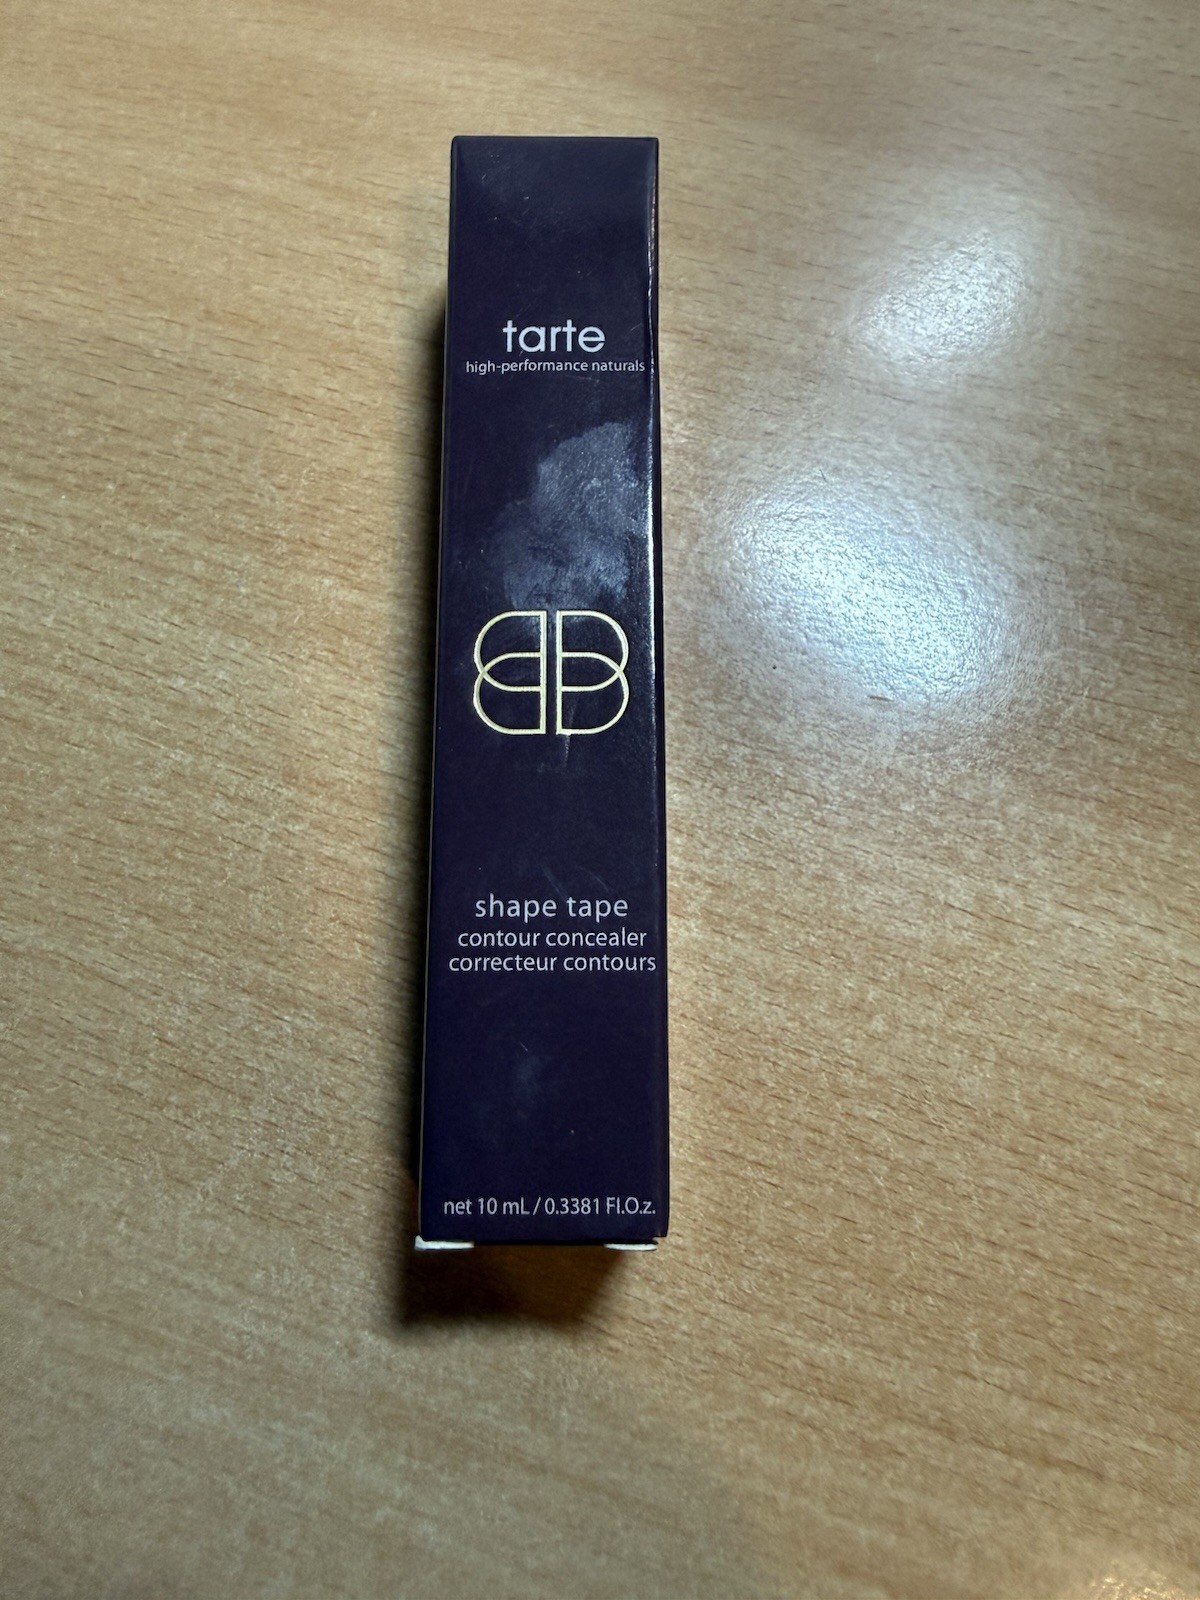 tarte
high-performance naturals
shape tape
contour concealer
correcteur contours
net 10 mL / 0.3381 Fl.O.z.